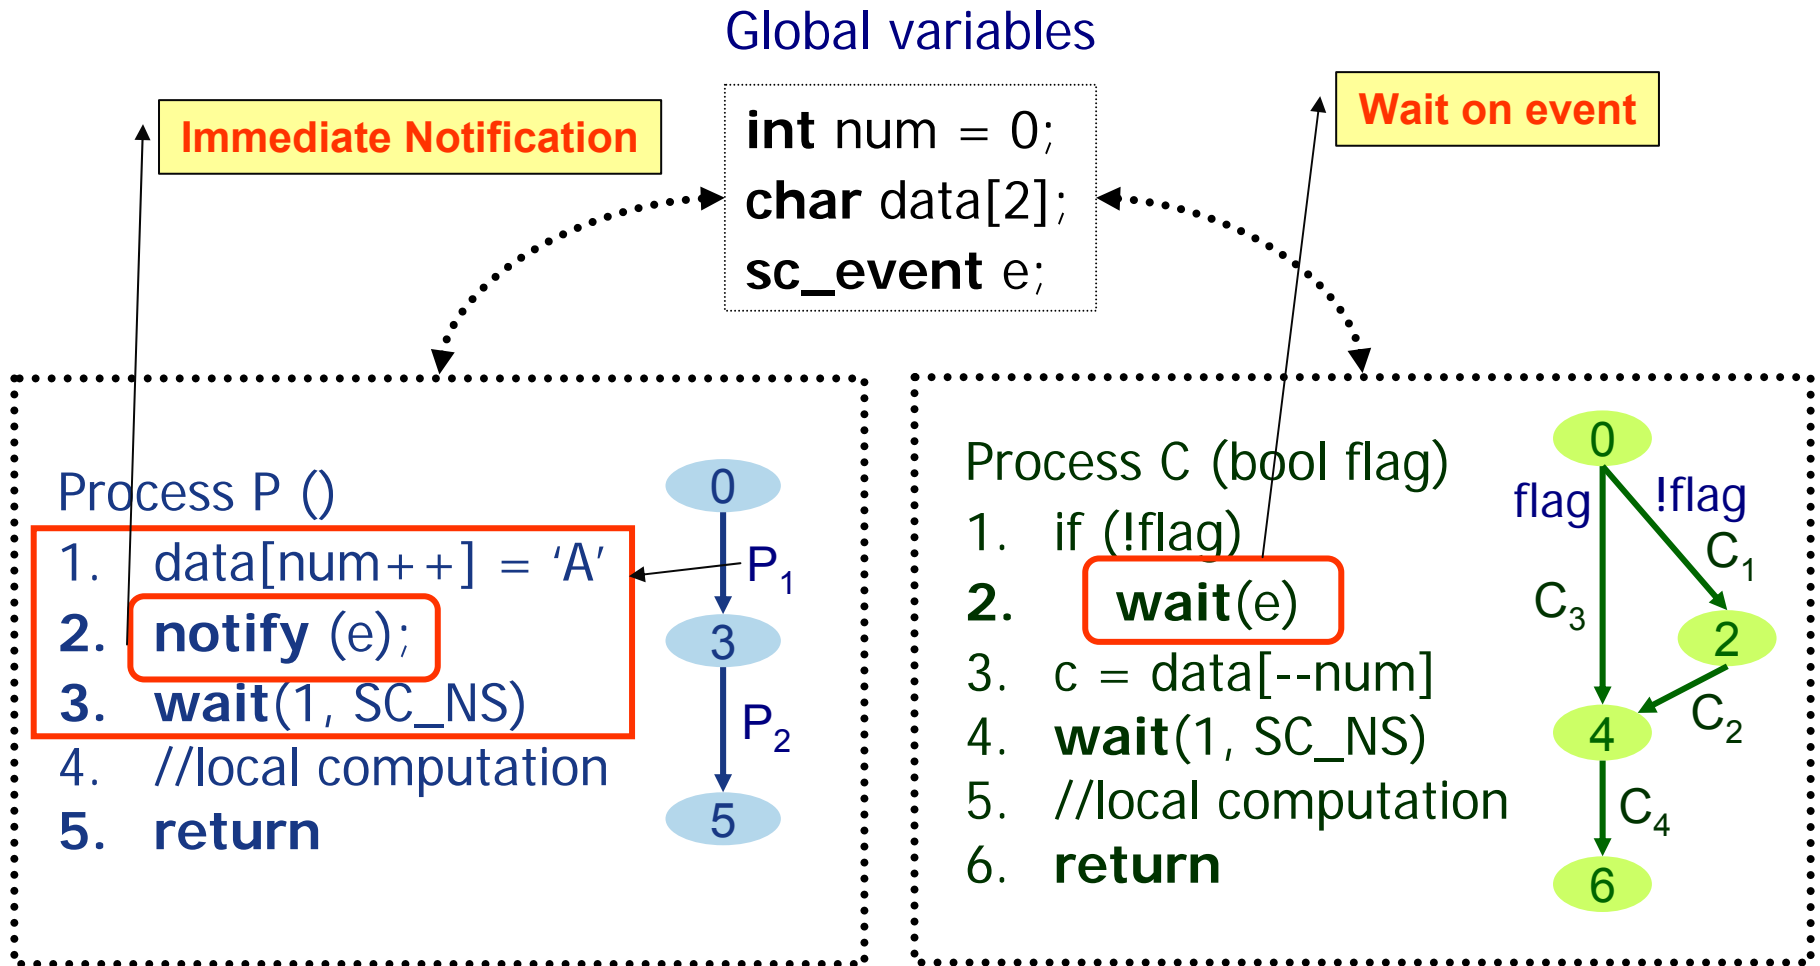 Global variables
Immediate Notification
Wait on event
int num = 0;
char data[2];
sc_event e;
Process P ()
1. data[num++] = ‘A’
2. notify (e);
3. wait(1, SC_NS)
4. //local computation
5. return
0
P1
3
P2
5
Process C (bool flag)
1. if (!flag)
2. wait(e)
3. c = data[--num]
4. wait(1, SC_NS)
5. //local computation
6. return
0
flag
!flag
C1
C3
2
C2
4
C4
6